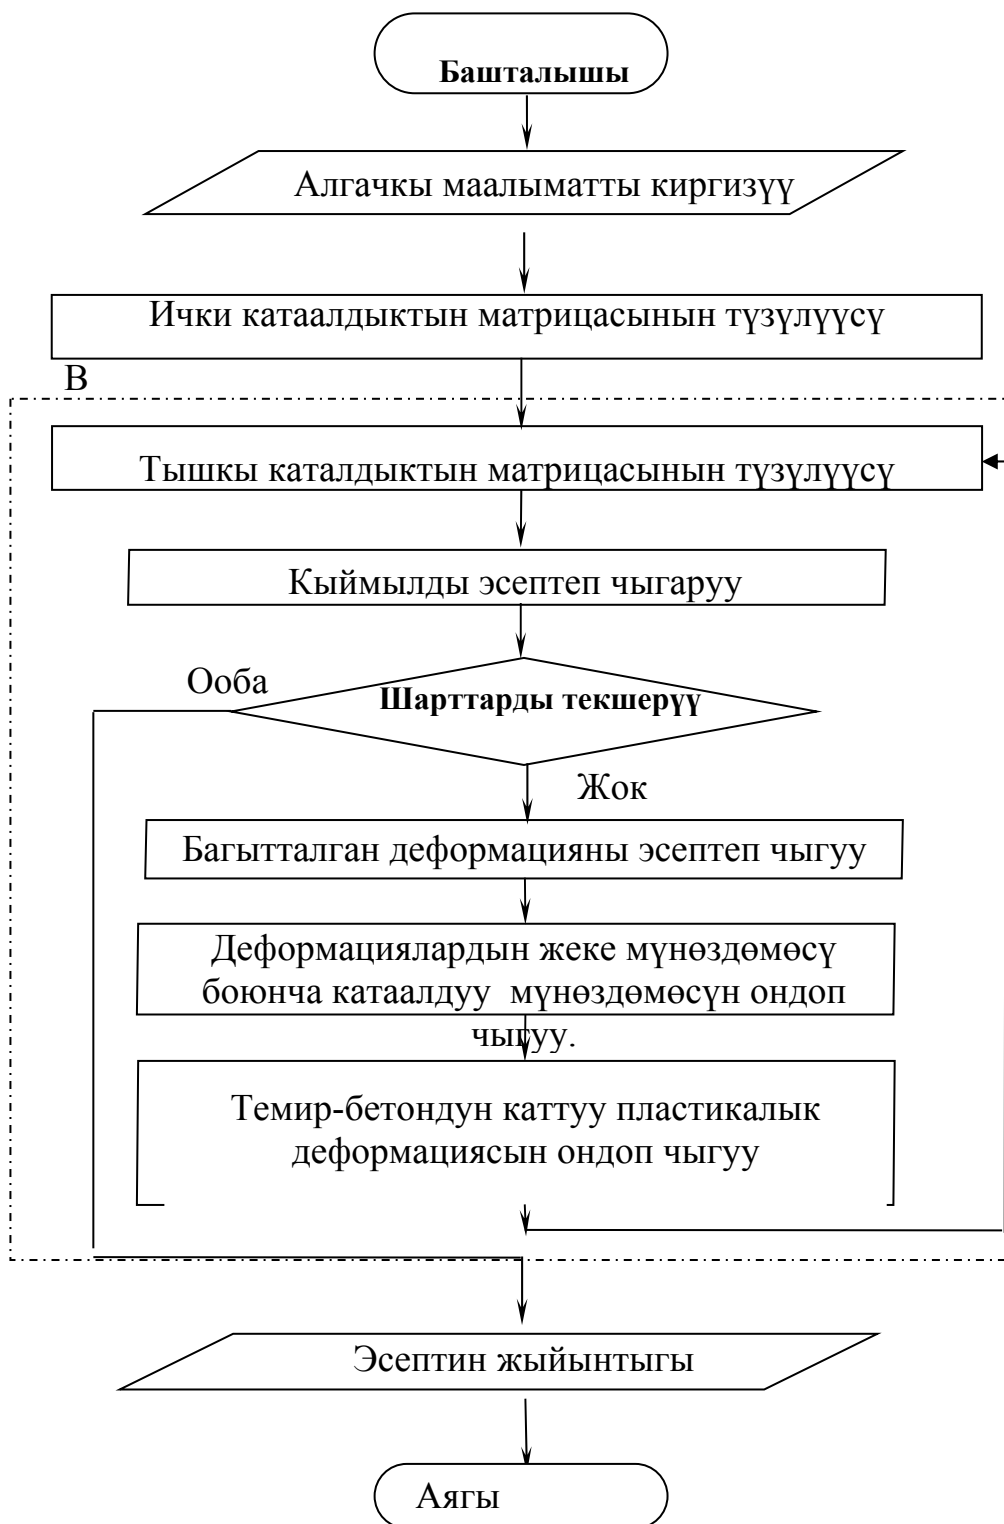 Башталышы
Алгачкы маалыматты киргизүү
Ички катаалдыктын матрицасынын түзүлүүсү
В
Тышкы каталдыктын матрицасынын түзүлүүсү
Кыймылды эсептеп чыгаруу
Ооба
Шарттарды текшерүү
Жок
Багытталган деформацияны эсептеп чыгуу
Деформациялардын жеке мүнөздөмөсү
боюнча катаалдуу мүнөздөмөсүн ондоп
чыгуу.
Темир-бетондун каттуу пластикалык
деформациясын ондоп чыгуу
Эсептин жыйынтыгы
Аягы